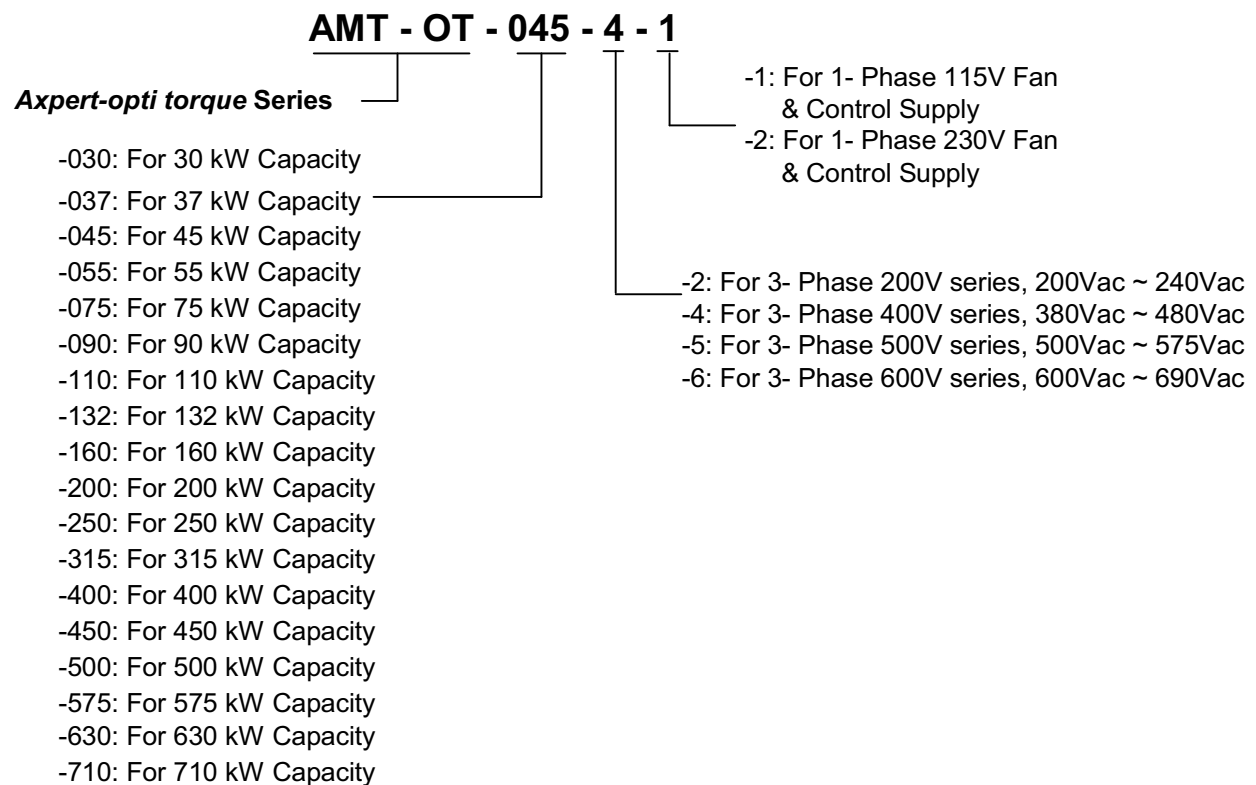 AMT - OT - 045 - 4 - 1
Axpert-opti torque Series
-030: For 30 kW Capacity
-037: For 37 kW Capacity
-045: For 45 kW Capacity
-055: For 55 kW Capacity
-075: For 75 kW Capacity
-090: For 90 kW Capacity
-110: For 110 kW Capacity
-132: For 132 kW Capacity
-160: For 160 kW Capacity
-200: For 200 kW Capacity
-250: For 250 kW Capacity
-315: For 315 kW Capacity
-400: For 400 kW Capacity
-450: For 450 kW Capacity
-500: For 500 kW Capacity
-575: For 575 kW Capacity
-630: For 630 kW Capacity
-710: For 710 kW Capacity
-1: For 1- Phase 115V Fan
& Control Supply
-2: For 1- Phase 230V Fan
& Control Supply
-2: For 3- Phase 200V series, 200Vac ~ 240Vac
-4: For 3- Phase 400V series, 380Vac ~ 480Vac
-5: For 3- Phase 500V series, 500Vac ~ 575Vac
-6: For 3- Phase 600V series, 600Vac ~ 690Vac